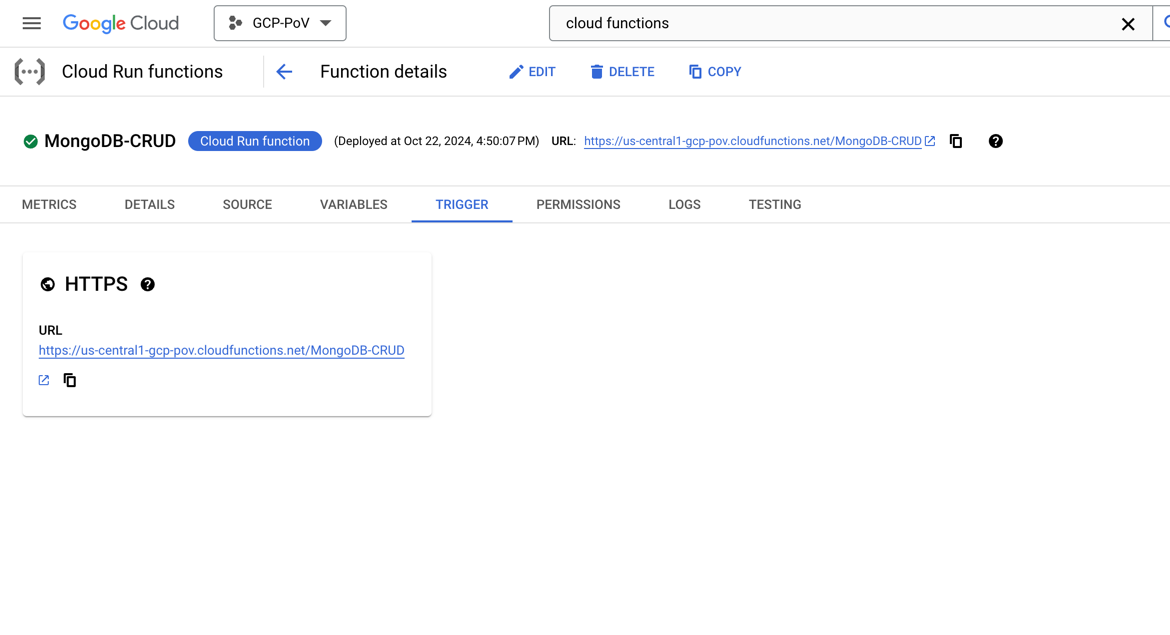 Google Cloud GCP-PoV cloud functions
Cloud Run functions Function details EDIT DELETE COPY
MongoDB-CRUD Cloud Run function (Deployed at Oct 22, 2024, 4:50:07 PM) URL: https://us-central1-gcp-pov.cloudfunctions.net/MongoDB-CRUD
METRICS DETAILS SOURCE VARIABLES TRIGGER PERMISSIONS LOGS TESTING
HTTPS
URL
https://us-central1-gcp-pov.cloudfunctions.net/MongoDB-CRUD